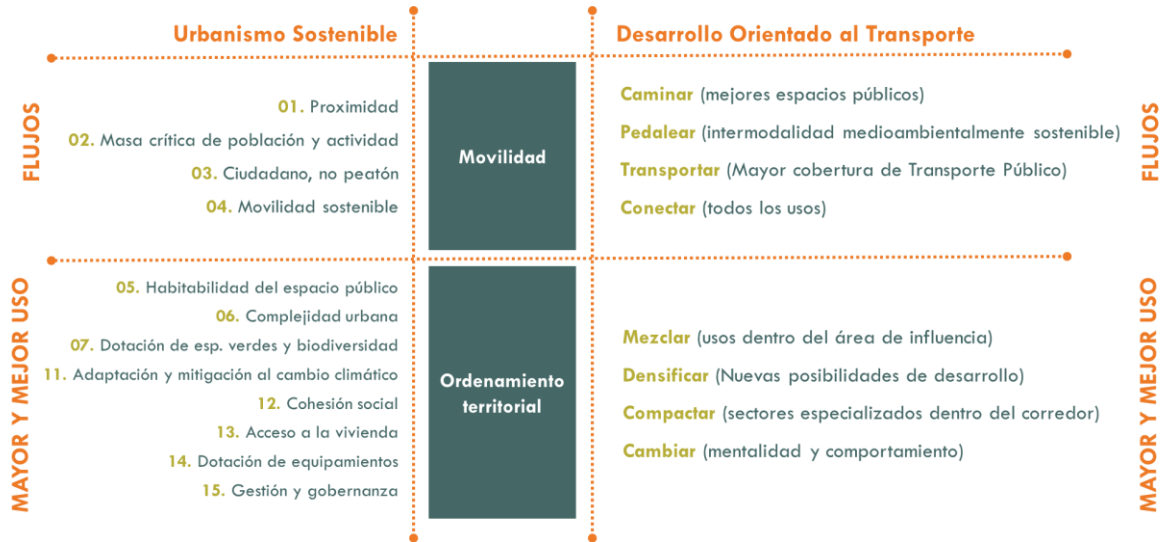 Urbanismo Sostenible
Desarrollo Orientado al Transporte
FLUJOS
01. Proximidad
02. Masa crítica de población y actividad
03. Ciudadano, no peatón
04. Movilidad sostenible
Movilidad
Caminar (mejores espacios públicos)
Pedalear (intermodalidad medioambientalmente sostenible)
Transportar (Mayor cobertura de Transporte Público)
Conectar (todos los usos)
FLUJOS
MAYOR Y MEJOR USO
05. Habitabilidad del espacio público
06. Complejidad urbana
07. Dotación de esp. verdes y biodiversidad
11. Adaptación y mitigación al cambio climático
12. Cohesión social
13. Acceso a la vivienda
14. Dotación de equipamientos
15. Gestión y gobernanza
Ordenamiento
territorial
Mezclar (usos dentro del área de influencia)
Densificar (Nuevas posibilidades de desarrollo)
Compactar (sectores especializados dentro del corredor)
Cambiar (mentalidad y comportamiento)
MAYOR Y MEJOR USO